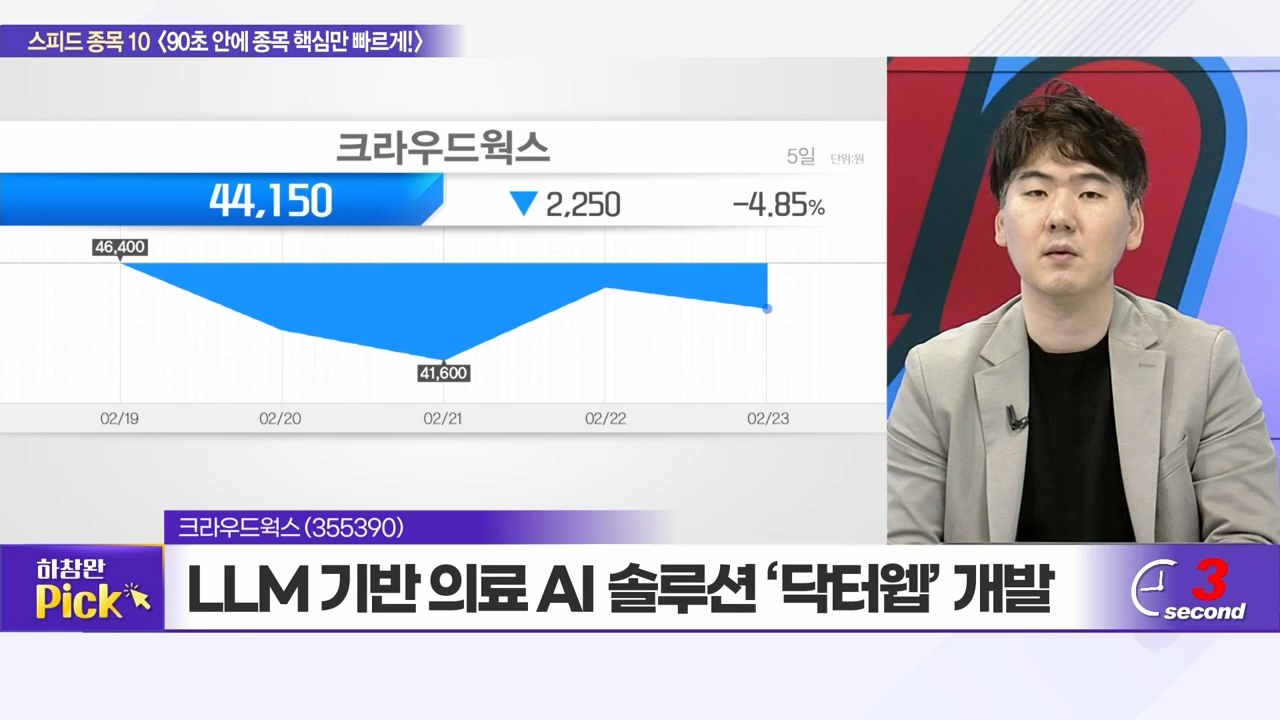 스피드 종목 10 <90초 안에 종목 핵심만 빠르게!>
크라우드웍스
5일 단위:원
44,150 ▼ 2,250 -4.85%
46,400
41,600
02/19 02/20 02/21 02/22 02/23
크라우드웍스 (355390)
하창완
Pick
LLM 기반 의료 AI 솔루션 ‘닥터웹’ 개발
3
second